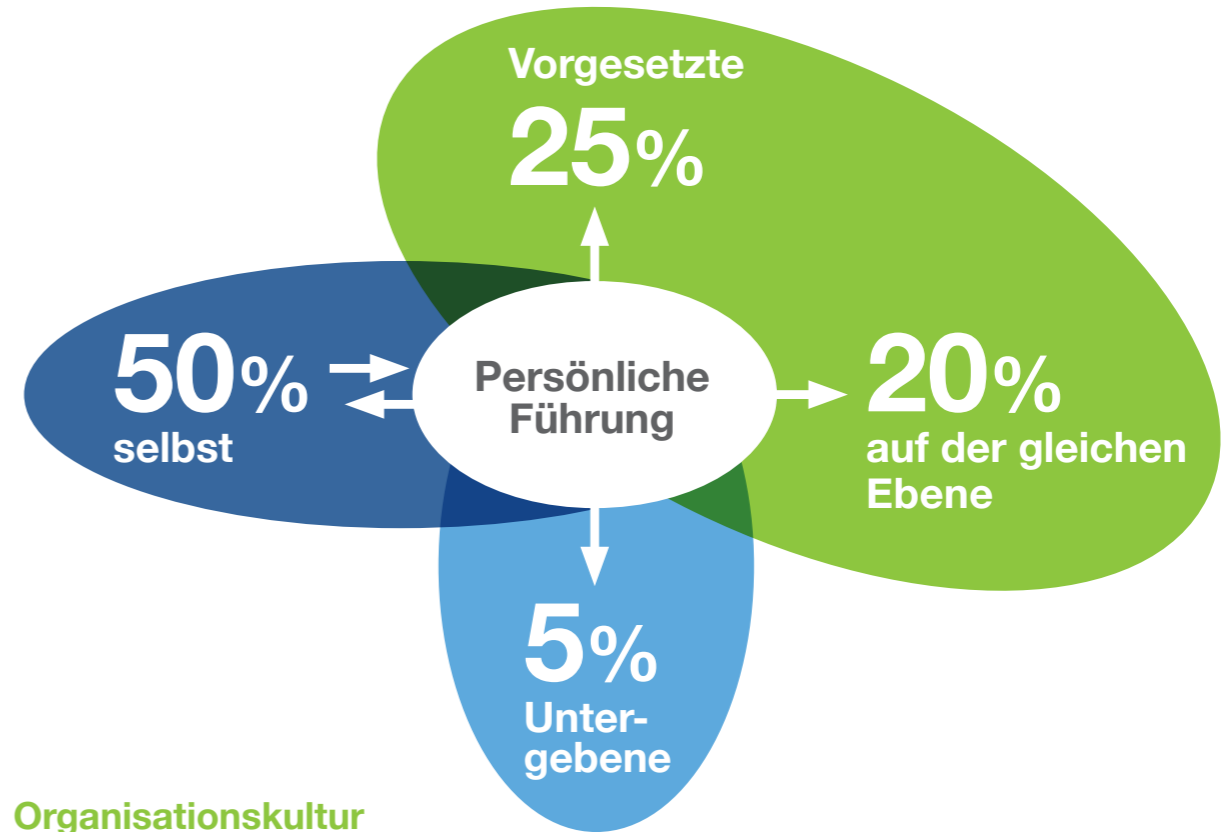 Vorgesetzte
25%
50%
selbst
Persönliche
Führung
20%
auf der gleichen
Ebene
5%
Unter-
gebene
Organisationskultur